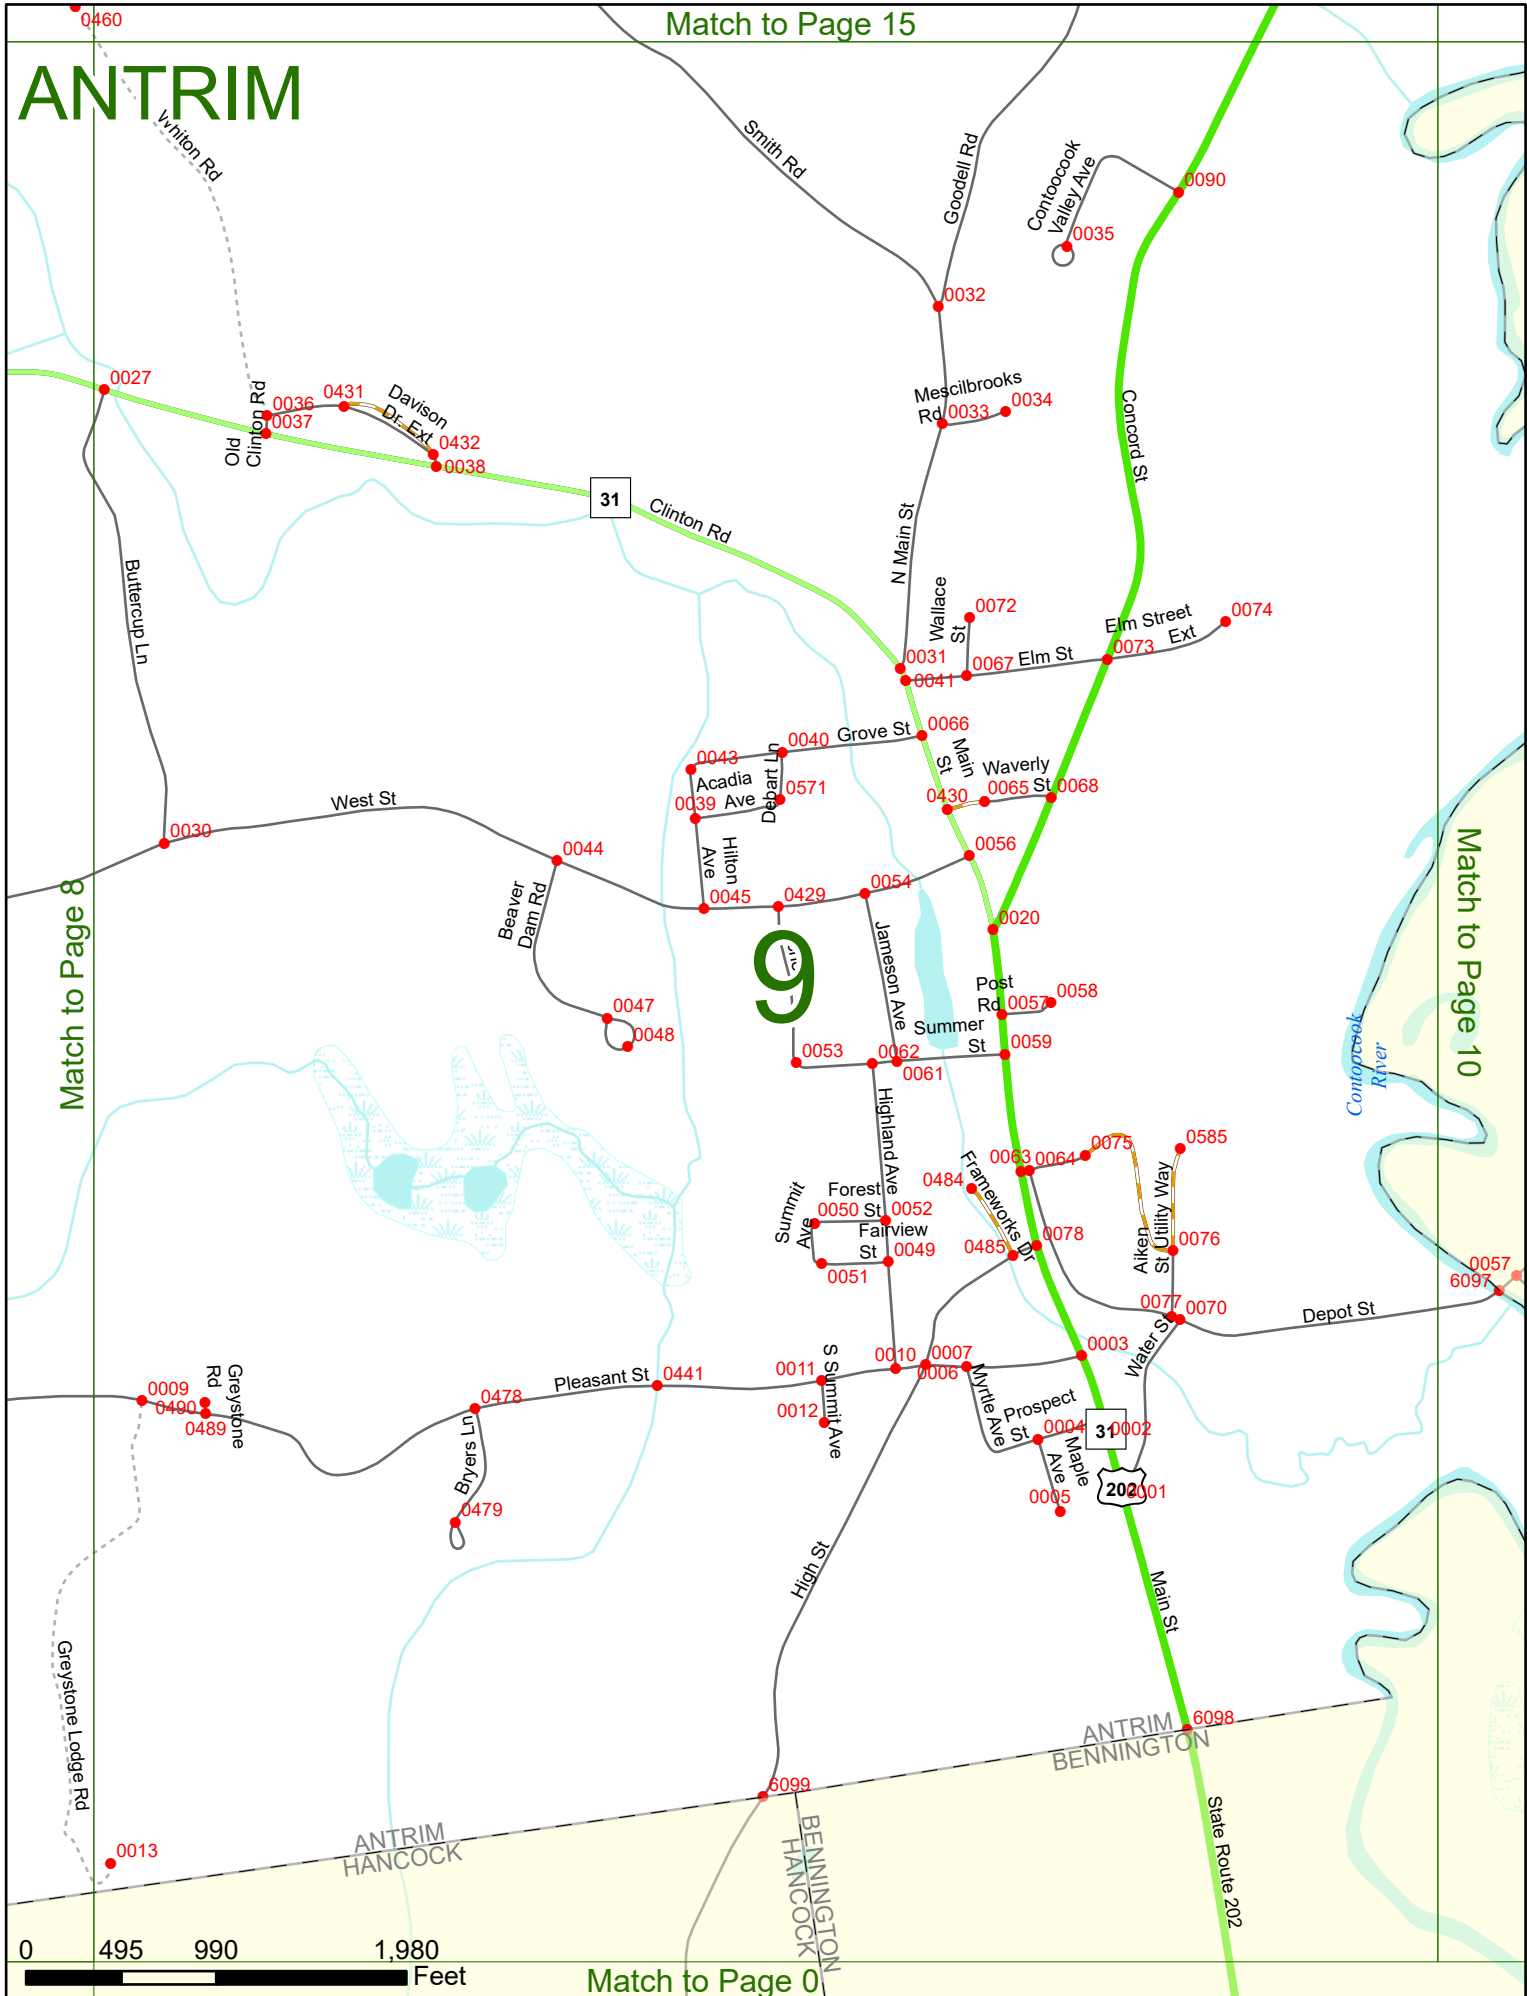 Match to Page 15
0460
ANTRIM
Whiton Rd
Smith Rd
Goodell Rd
Contoocook
Valley Ave
0090
0035
0032
0027
Old
Clinton Rd
0036
0037
0431
Davison
Dr. Ext
0432
0038
Mescilbrooks
Rd
0033
0034
Concord St
31
Clinton Rd
N Main St
Buttercup Ln
Wallace
St
0072
Elm Street
Ext
0074
0031
0041
0067
Elm St
0073
0066
Grove St
0040
0043
Acadia
Ave
Debart Ln
0571
0039
Main
St
Waverly
St
0430
0065
0068
West St
0030
0044
Hilton
Ave
0056
0054
0429
0045
Beaver
Dam Rd
Match to Page 8
Match to Page 10
0020
9
Jameson Ave
Post
Rd
0057
0058
0047
0048
Summer
St
0059
0053
0062
0061
Contoocook
River
Highland Ave
0063
0064
0075
0585
Frameworks Dr
0484
0485
Summit
Ave
Forest
St
0050
0052
Fairview
St
0049
0051
0078
Aiken
St
Utility Way
0076
0057
6097
0077
0070
Depot St
Water St
0003
0010
0007
0006
0011
S Summit Ave
0012
0441
Pleasant St
0478
0009
0490
0489
Greystone
Rd
Bryers Ln
0479
Myrtle Ave
Prospect
St
0004
Maple
Ave
0005
31
0002
202
0001
High St
Main St
Greystone Lodge Rd
6098
ANTRIM
BENNINGTON
6099
State Route 202
ANTRIM
HANCOCK
BENNINGTON
HANCOCK
0013
0 495 990 1,980
Feet
Match to Page 0